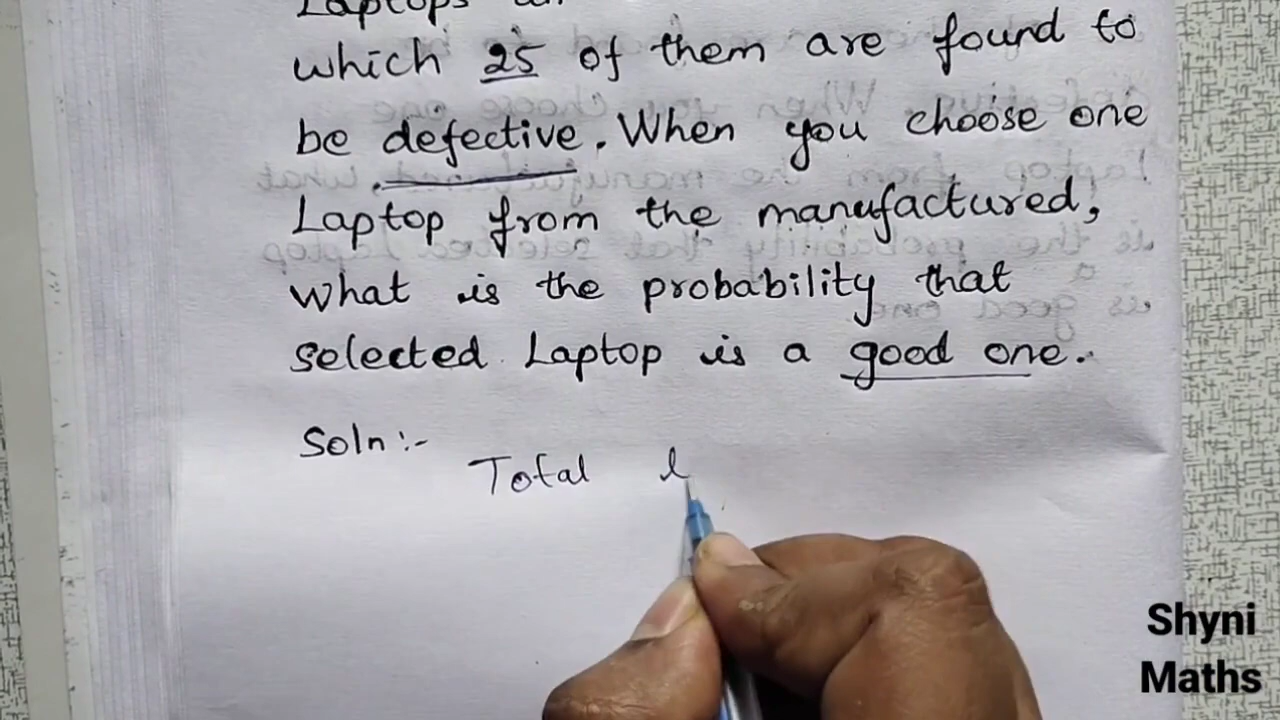 Laptops
which 25 of them are found to
be defective. When you choose one
Laptop from the manufactured,
what is the probability that
selected Laptop is a good one.
Soln :-
Total l
Shyni
Maths